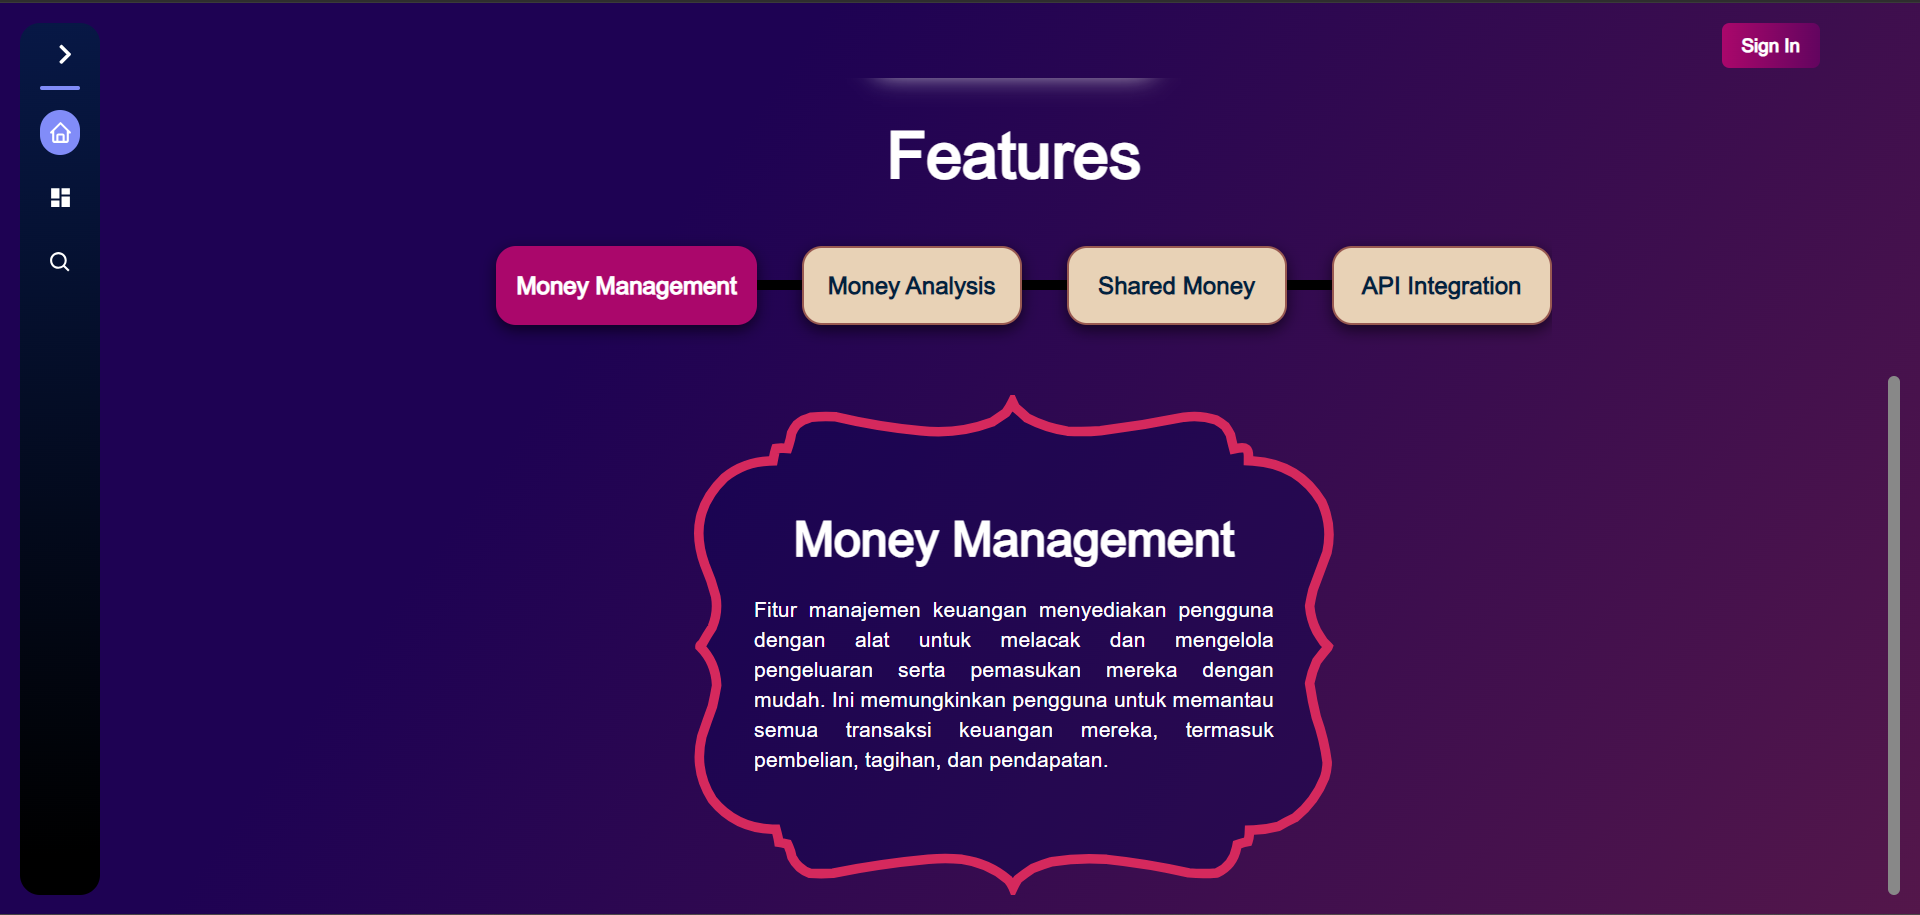 Sign In
Features
Money Management
Money Analysis
Shared Money
API Integration
Money Management
Fitur manajemen keuangan menyediakan pengguna
dengan alat untuk melacak dan mengelola
pengeluaran serta pemasukan mereka dengan
mudah. Ini memungkinkan pengguna untuk memantau
semua transaksi keuangan mereka, termasuk
pembelian, tagihan, dan pendapatan.